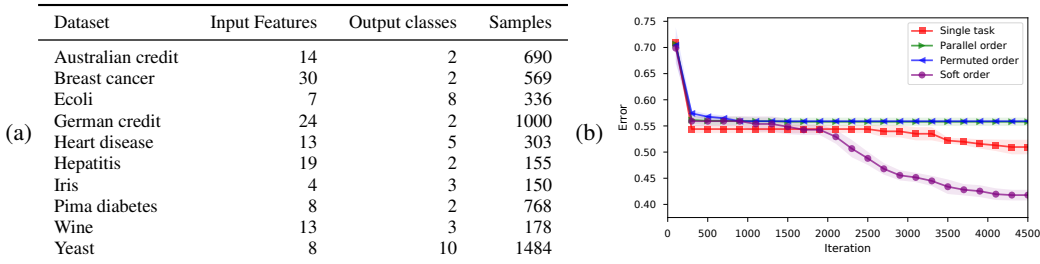 (a)
Dataset Input Features Output classes Samples
Australian credit 14 2 690
Breast cancer 30 2 569
Ecoli 7 8 336
German credit 24 2 1000
Heart disease 13 5 303
Hepatitis 19 2 155
Iris 4 3 150
Pima diabetes 8 2 768
Wine 13 3 178
Yeast 8 10 1484
(b)
Error
0.75
0.70
0.65
0.60
0.55
0.50
0.45
0.40
Single task
Parallel order
Permuted order
Soft order
0 500 1000 1500 2000 2500 3000 3500 4000 4500
Iteration